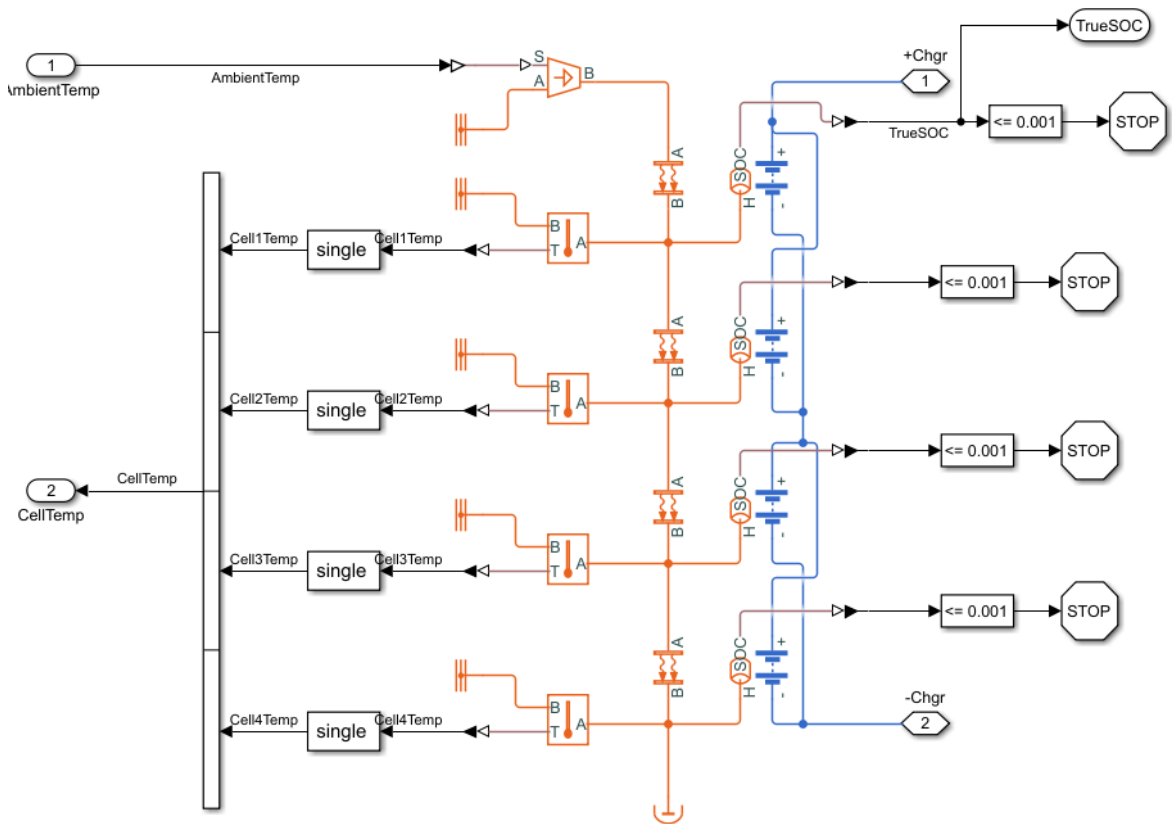 TrueSOC
+Chgr
1
1
AmbientTemp
AmbientTemp
S
A
B
TrueSOC
<= 0.001
STOP
A
B
SOC
H
+
-
B
T
A
Cell1Temp
single
Cell1Temp
<= 0.001
STOP
A
B
SOC
H
+
-
B
T
A
Cell2Temp
single
Cell2Temp
<= 0.001
STOP
A
B
SOC
H
+
-
CellTemp
2
CellTemp
B
T
A
Cell3Temp
single
Cell3Temp
<= 0.001
STOP
A
B
SOC
H
+
-
-Chgr
2
B
T
A
Cell4Temp
single
Cell4Temp